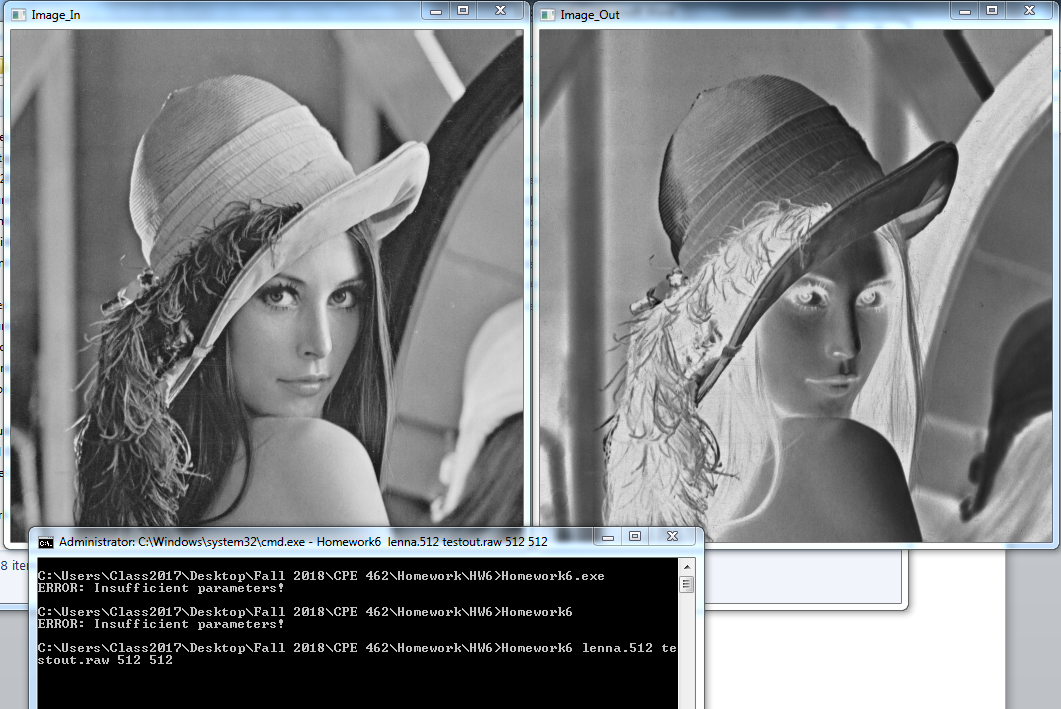 Image_In
Image_Out
8 iter
Administrator: C:\Windows\system32\cmd.exe - Homework6  lenna.512 testout.raw 512 512
C:\Users\Class2017\Desktop\Fall 2018\CPE 462\Homework\HW6>Homework6.exe
ERROR: Insufficient parameters!
C:\Users\Class2017\Desktop\Fall 2018\CPE 462\Homework\HW6>Homework6
ERROR: Insufficient parameters!
C:\Users\Class2017\Desktop\Fall 2018\CPE 462\Homework\HW6>Homework6 lenna.512 te
stout.raw 512 512